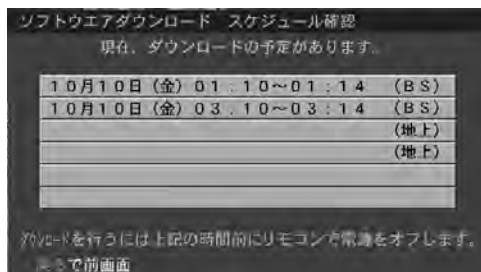 ソフトウエアダウンロード スケジュール確認
現在、ダウンロードの予定があります。
10月10日(金)01:10~01:14 (BS)
10月10日(金)03:10~03:14 (BS)
(地上)
(地上)
ダウンロードを行うには上記の時間前にリモコンで電源をオフします。
で前画面